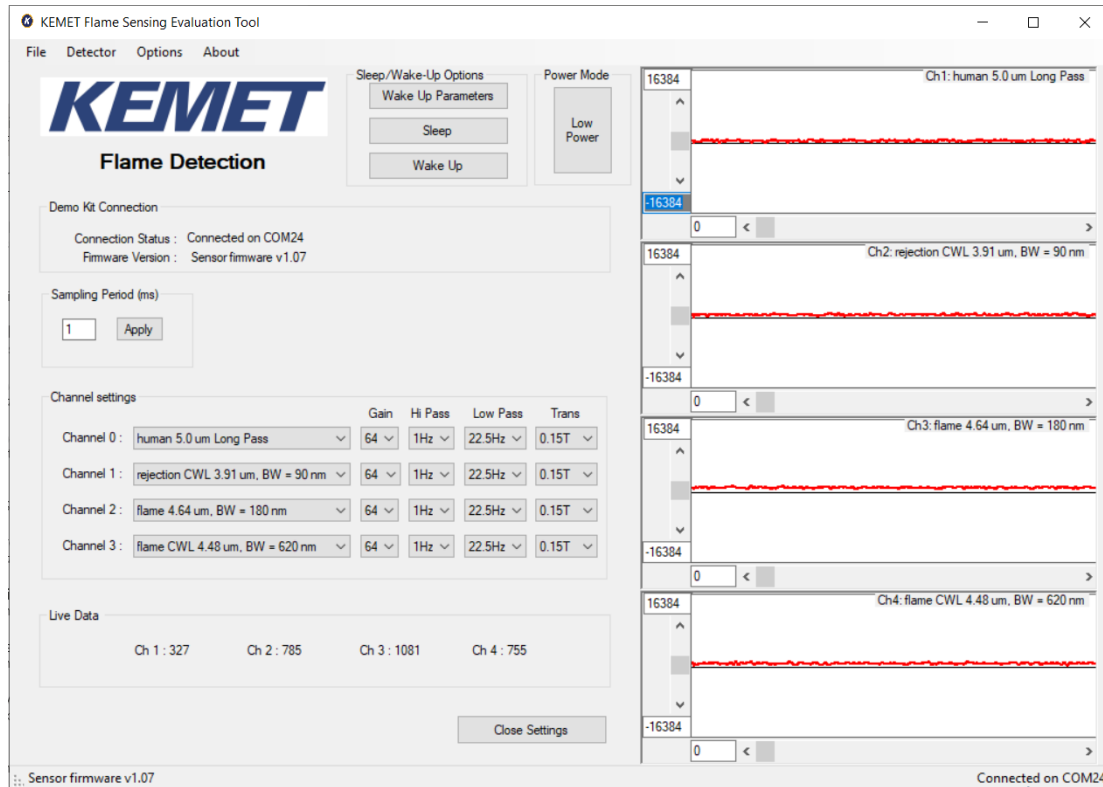 KEMET Flame Sensing Evaluation Tool
File Detector Options About
KEMET
Flame Detection
Sleep/Wake-Up Options
Wake Up Parameters
Sleep
Wake Up
Power Mode
Low
Power
Demo Kit Connection
Connection Status : Connected on COM24
Firmware Version : Sensor firmware v1.07
Sampling Period (ms)
1 Apply
Channel settings
Gain Hi Pass Low Pass Trans
Channel 0 : human 5.0 um Long Pass 64 1Hz 22.5Hz 0.15T
Channel 1 : rejection CWL 3.91 um, BW = 90 nm 64 1Hz 22.5Hz 0.15T
Channel 2 : flame 4.64 um, BW = 180 nm 64 1Hz 22.5Hz 0.15T
Channel 3 : flame CWL 4.48 um, BW = 620 nm 64 1Hz 22.5Hz 0.15T
Live Data
Ch 1 : 327 Ch 2 : 785 Ch 3 : 1081 Ch 4 : 755
Close Settings
16384 Ch1: human 5.0 um Long Pass
-16384
0
16384 Ch2: rejection CWL 3.91 um, BW = 90 nm
-16384
0
16384 Ch3: flame 4.64 um, BW = 180 nm
-16384
0
16384 Ch4: flame CWL 4.48 um, BW = 620 nm
-16384
0
Sensor firmware v1.07 Connected on COM24